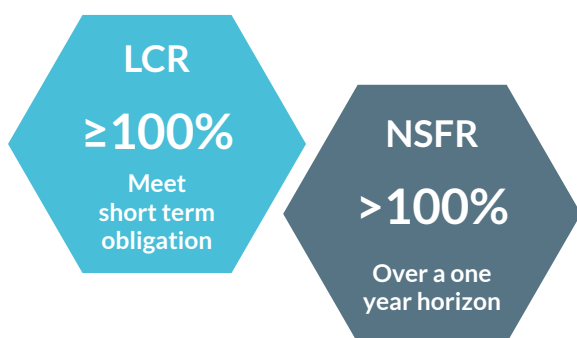 LCR
≥100%
Meet
short term
obligation
NSFR
>100%
Over a one
year horizon